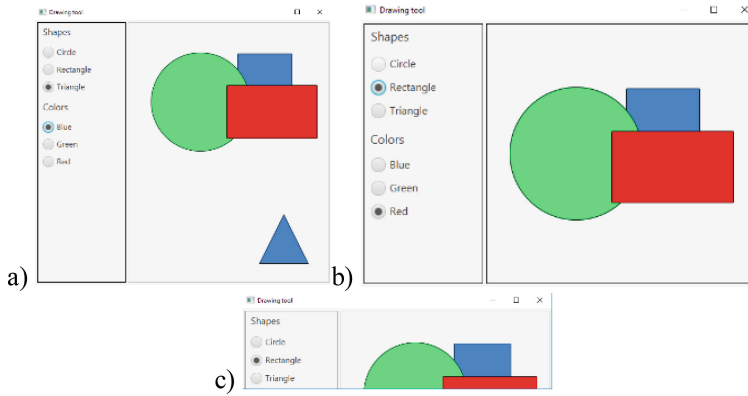 Drawing tool
Shapes
Circle
Rectangle
Triangle
Colors
Blue
Green
Red
a)
Drawing tool
Shapes
Circle
Rectangle
Triangle
Colors
Blue
Green
Red
b)
Drawing tool
Shapes
Circle
Rectangle
Triangle
c)